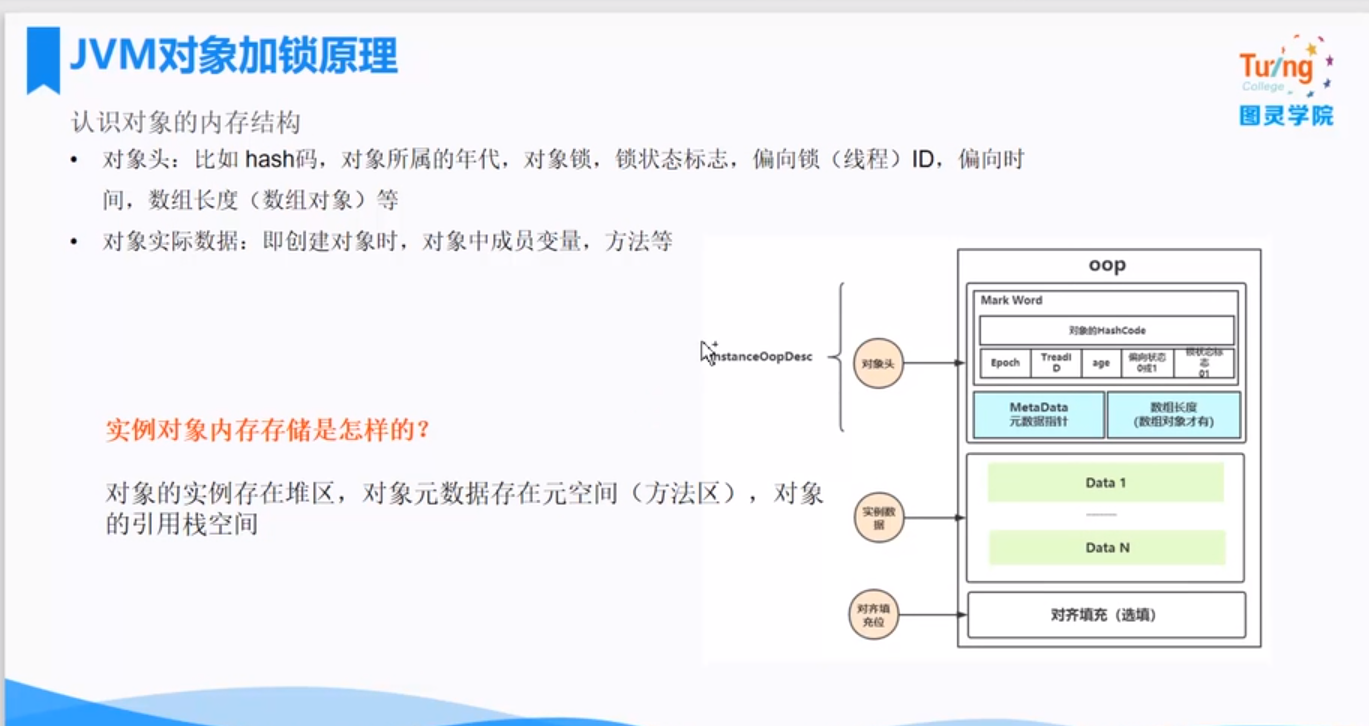 JVM对象加锁原理
Turing
College
图灵学院
认识对象的内存结构
• 对象头：比如 hash码，对象所属的年代，对象锁，锁状态标志，偏向锁（线程）ID，偏向时
间，数组长度（数组对象）等
• 对象实际数据：即创建对象时，对象中成员变量，方法等
实例对象内存存储是怎样的？
对象的实例存在堆区，对象元数据存在元空间（方法区），对象
的引用栈空间
nstanceOopDesc
对象头
实例数
据
对齐填
充位
oop
Mark Word
对象的HashCode
Epoch
TreadI
D
age
偏向状态
0或1
锁状态标
志
01
MetaData
元数据指针
数组长度
(数组对象才有)
Data 1
Data N
对齐填充（选填）